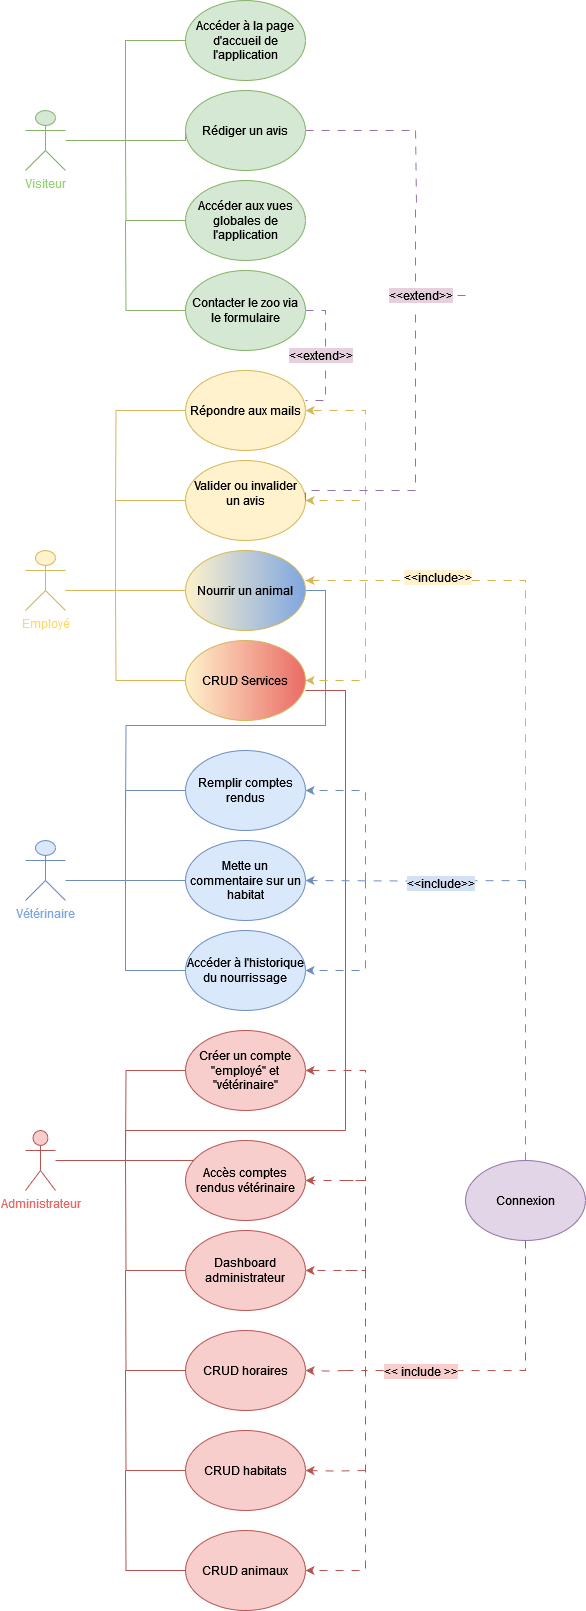 Accéder à la page
d'accueil de
l'application
Rédiger un avis
Visiteur
Accéder aux vues
globales de
l'application
Contacter le zoo via
le formulaire
<<extend>>
<<extend>>
Répondre aux mails
Valider ou invalider
un avis
<<include>>
Nourrir un animal
Employé
CRUD Services
Remplir comptes
rendus
Mette un
commentaire sur un
habitat
<<include>>
Vétérinaire
Accéder à l'historique
du nourrissage
Créer un compte
"employé" et
"vétérinaire"
Accès comptes
rendus vétérinaire
Administrateur
Connexion
Dashboard
administrateur
CRUD horaires
<< include >>
CRUD habitats
CRUD animaux